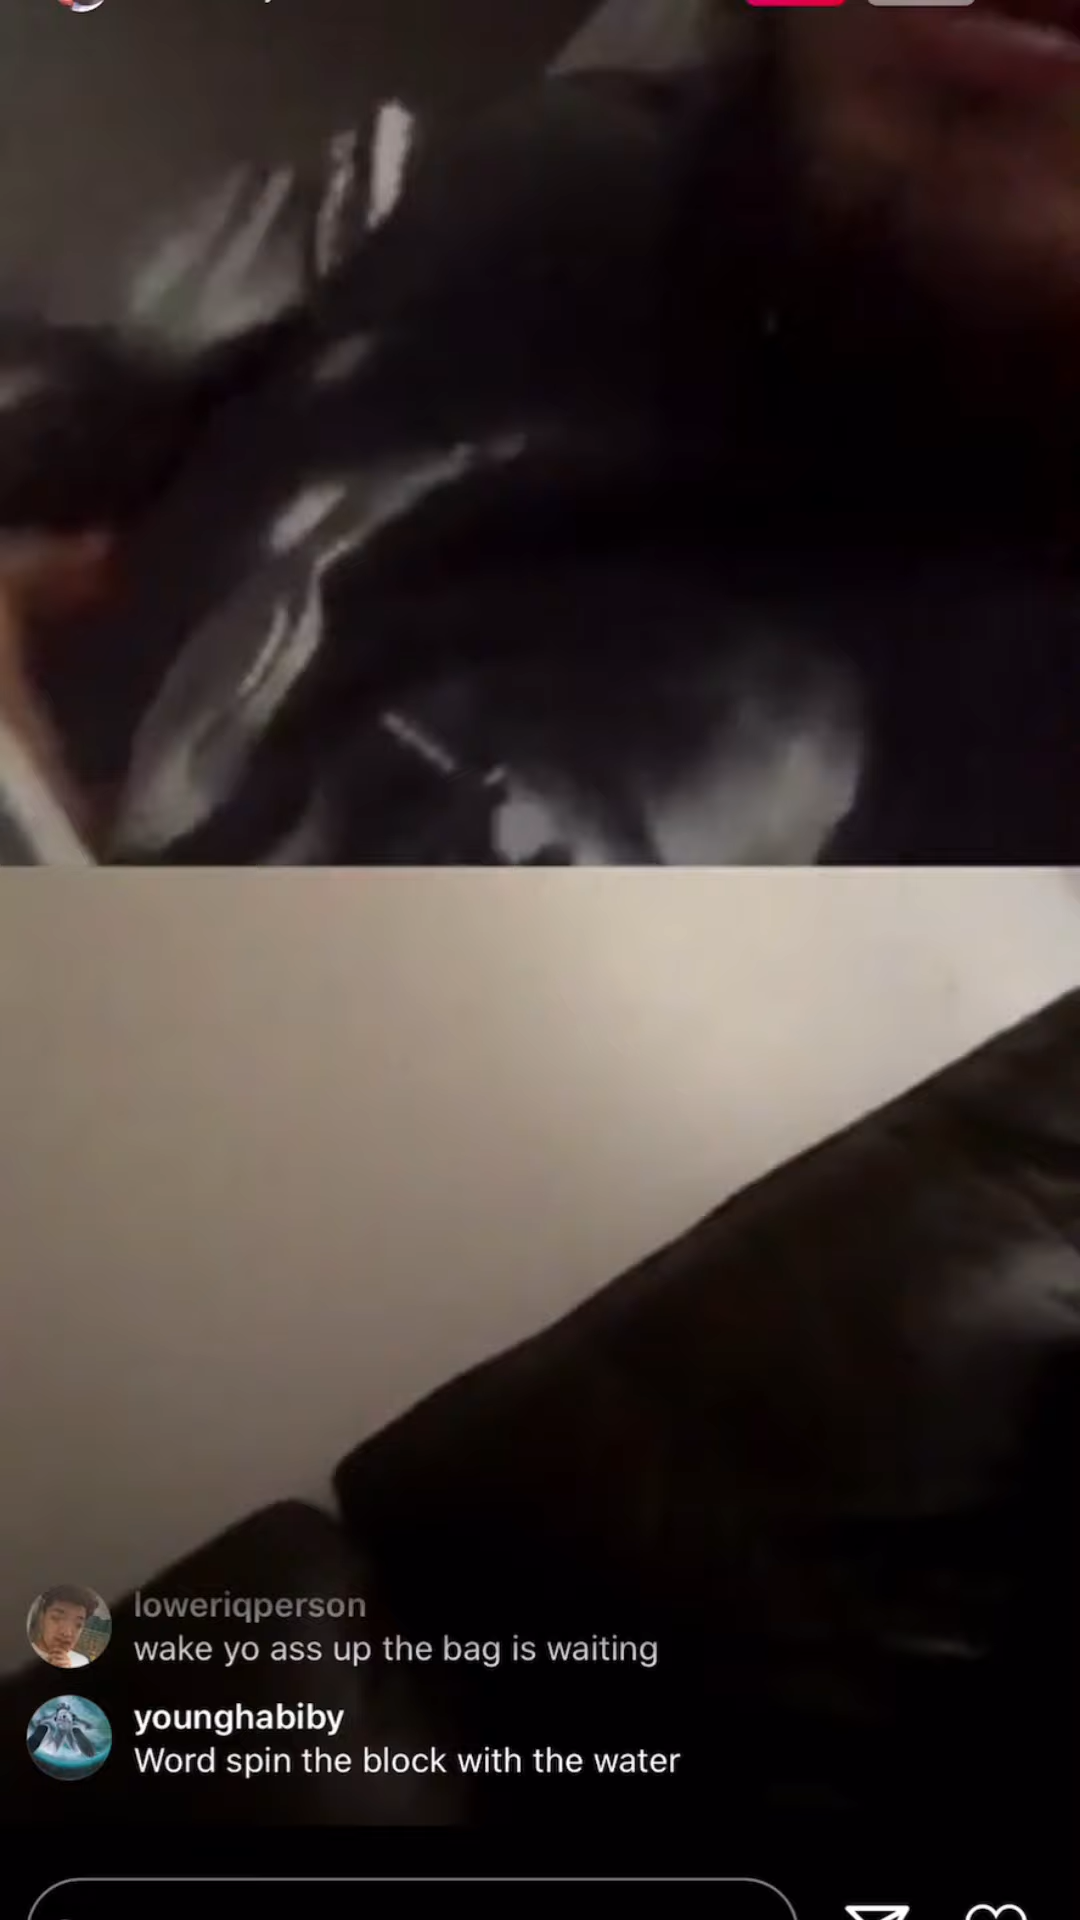 loweriqperson
wake yo ass up the bag is waiting
younghabiby
Word spin the block with the water